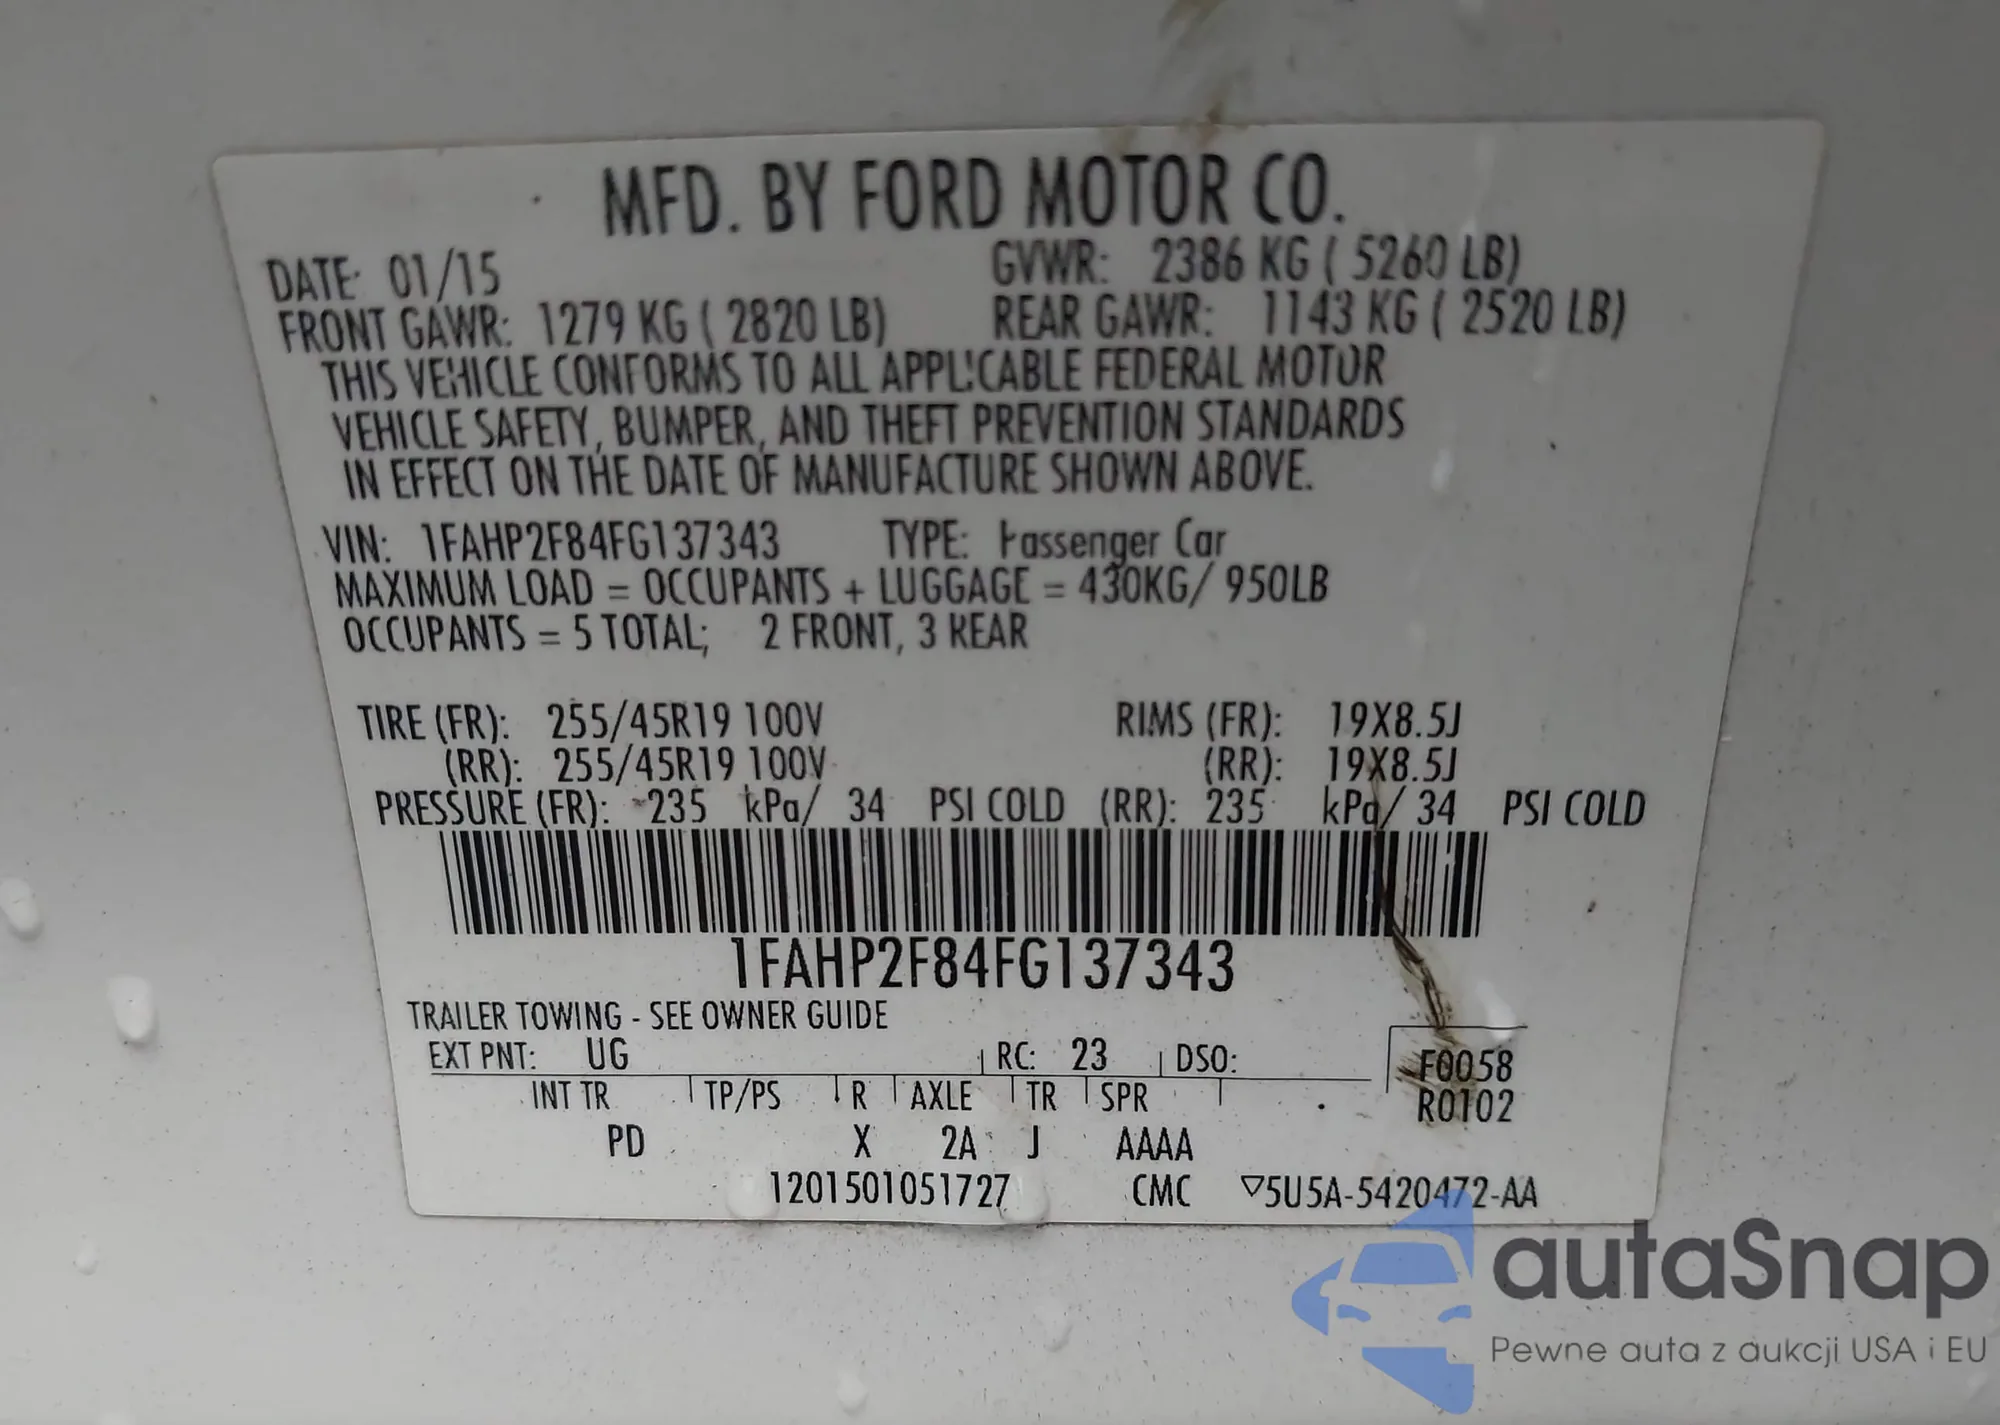 MFD. BY FORD MOTOR CO.
DATE: 01/15 GVWR: 2386 KG ( 5260 LB)
FRONT GAWR: 1279 KG ( 2820 LB) REAR GAWR: 1143 KG ( 2520 LB)
THIS VEHICLE CONFORMS TO ALL APPLICABLE FEDERAL MOTOR
VEHICLE SAFETY, BUMPER, AND THEFT PREVENTION STANDARDS
IN EFFECT ON THE DATE OF MANUFACTURE SHOWN ABOVE.
VIN: 1FAHP2F84FG137343 TYPE: Passenger Car
MAXIMUM LOAD = OCCUPANTS + LUGGAGE = 430KG/ 950LB
OCCUPANTS = 5 TOTAL; 2 FRONT, 3 REAR
TIRE (FR): 255/45R19 100V RIMS (FR): 19X8.5J
(RR): 255/45R19 100V (RR): 19X8.5J
PRESSURE (FR): 235 kPa/ 34 PSI COLD (RR): 235 kPa/ 34 PSI COLD
1FAHP2F84FG137343
TRAILER TOWING - SEE OWNER GUIDE
EXT PNT: UG RC: 23 DSO: F0058
INT TR TP/PS R AXLE TR SPR R0102
PD X 2A J AAAA
1201501051727 CMC ▽5U5A-5420472-AA
autaSnap
Pewne auta z aukcji USA i EU